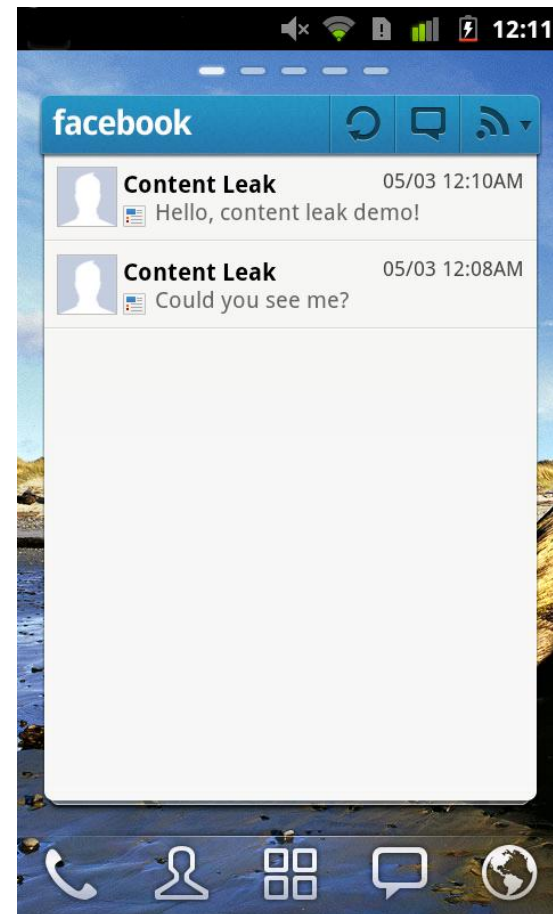 12:11
facebook
Content Leak 05/03 12:10AM
Hello, content leak demo!
Content Leak 05/03 12:08AM
Could you see me?